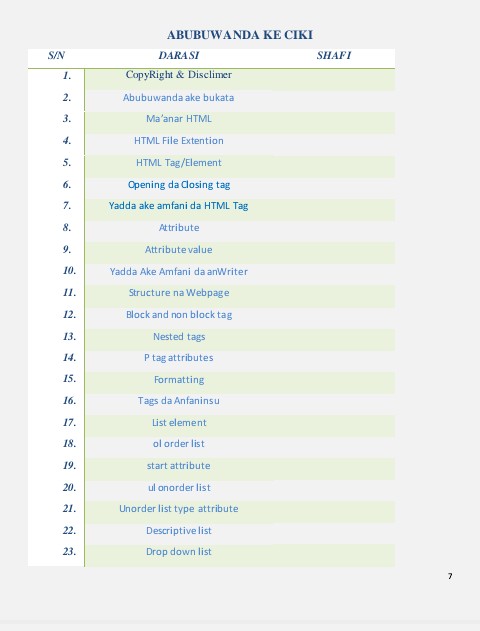 ABUBUWANDA KE CIKI
S/N DARASI SHAFI
1. CopyRight & Disclimer
2. Abubuwanda ake bukata
3. Ma’anar HTML
4. HTML File Extention
5. HTML Tag/Element
6. Opening da Closing tag
7. Yadda ake amfani da HTML Tag
8. Attribute
9. Attribute value
10. Yadda Ake Amfani da anWriter
11. Structure na Webpage
12. Block and non block tag
13. Nested tags
14. P tag attributes
15. Formatting
16. Tags da Anfaninsu
17. List element
18. ol order list
19. start attribute
20. ul onorder list
21. Unorder list type attribute
22. Descriptive list
23. Drop down list
7